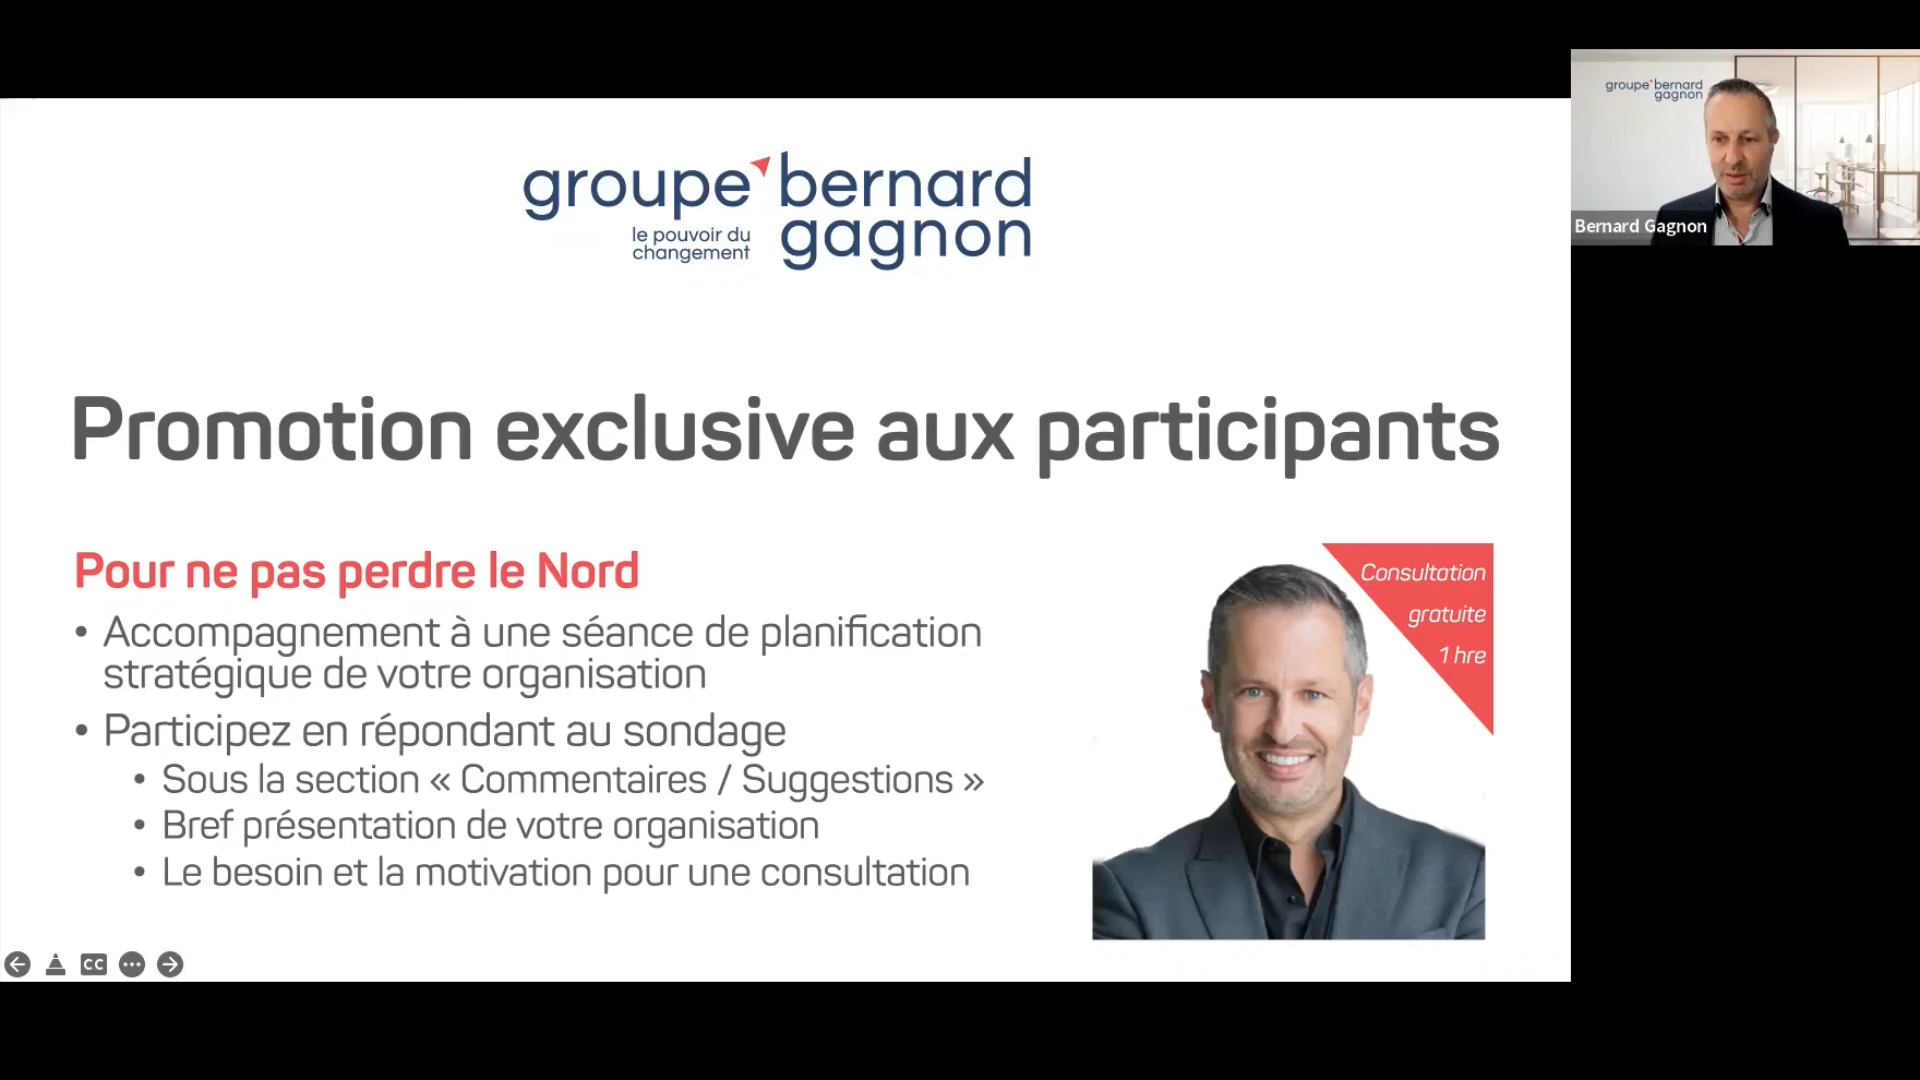 groupe bernard
gagnon
le pouvoir du
changement
Promotion exclusive aux participants
Pour ne pas perdre le Nord
• Accompagnement à une séance de planification
stratégique de votre organisation
• Participez en répondant au sondage
• Sous la section « Commentaires / Suggestions »
• Bref présentation de votre organisation
• Le besoin et la motivation pour une consultation
Consultation
gratuite
1 hre
CC
groupe bernard
gagnon
Bernard Gagnon